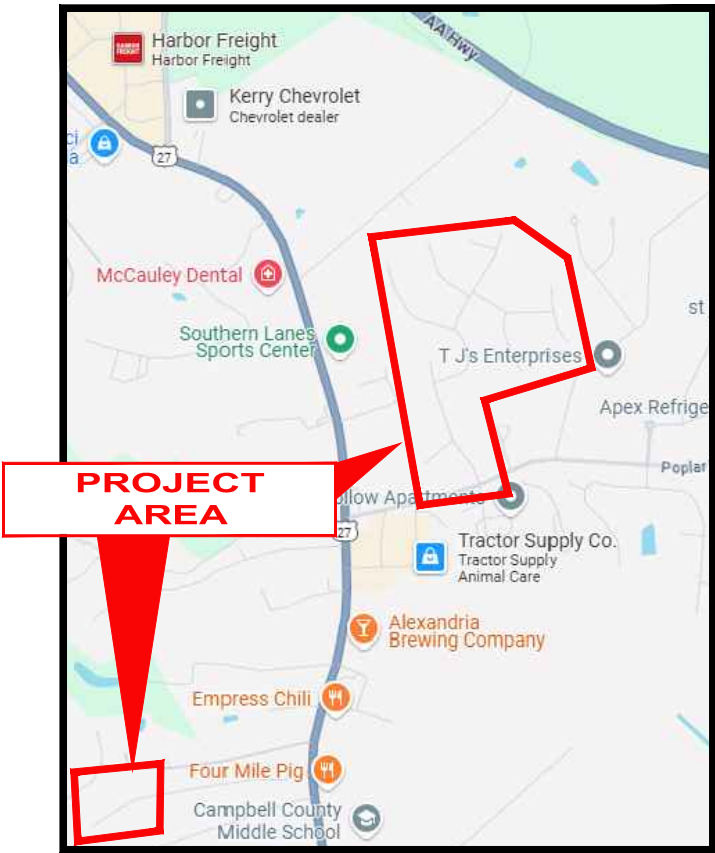 AA Hwy
HARBOR
FREIGHT
Harbor Freight
Harbor Freight
Kerry Chevrolet
Chevrolet dealer
27
McCauley Dental
Southern Lanes
Sports Center
st
T J's Enterprises
Apex Refrige
PROJECT
AREA
Poplar
ollow Apartments
27
Tractor Supply Co.
Tractor Supply
Animal Care
Alexandria
Brewing Company
Empress Chili
Four Mile Pig
Campbell County
Middle School